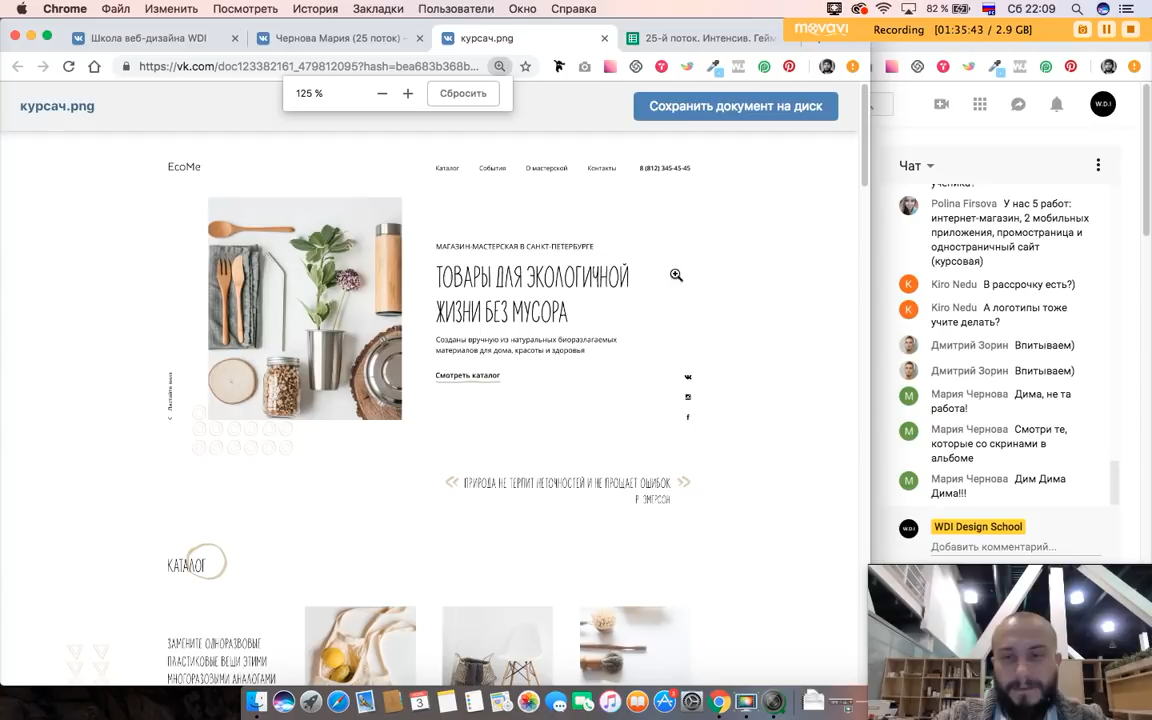 Chrome Файл Изменить Посмотреть История Закладки Пользователи Окно Справка 82 % Сб 22:09
Школа веб-дизайна WDI
Чернова Мария (25 поток) –
курсач.png
25-й поток. Интенсив. Гейм
movavi
Recording [01:35:43 / 2.9 GB]
https://vk.com/doc123382161_479812095?hash=bea683b368b...
125 %
Сбросить
курсач.png
Сохранить документ на диск
EcoMe
Каталог События О мастерской Контакты 8 (812) 345-45-45
МАГАЗИН-МАСТЕРСКАЯ В САНКТ-ПЕТЕРБУРГЕ
ТОВАРЫ ДЛЯ ЭКОЛОГИЧНОЙ
ЖИЗНИ БЕЗ МУСОРА
Созданы вручную из натуральных биоразлагаемых
материалов для дома, красоты и здоровья
Смотреть каталог
Листайте вниз
ПРИРОДА НЕ ТЕРПИТ НЕТОЧНОСТЕЙ И НЕ ПРОЩАЕТ ОШИБОК
Р. ЭМЕРСОН
КАТАЛОГ
ЗАМЕНИТЕ ОДНОРАЗОВЫЕ
ПЛАСТИКОВЫЕ ВЕЩИ ЭТИМИ
МНОГОРАЗОВЫМИ АНАЛОГАМИ
W.D.I
Чат
ученика?
Polina Firsova У нас 5 работ:
интернет-магазин, 2 мобильных
приложения, промостраница и
одностраничный сайт
(курсовая)
Kiro Nedu В рассрочку есть?)
Kiro Nedu А логотипы тоже
учите делать?
Дмитрий Зорин Впитываем)
Дмитрий Зорин Впитываем)
Мария Чернова Дима, не та
работа!
Мария Чернова Смотри те,
которые со скринами в
альбоме
Мария Чернова Дим Дима
Дима!!!
WDI Design School
Добавить комментарий...